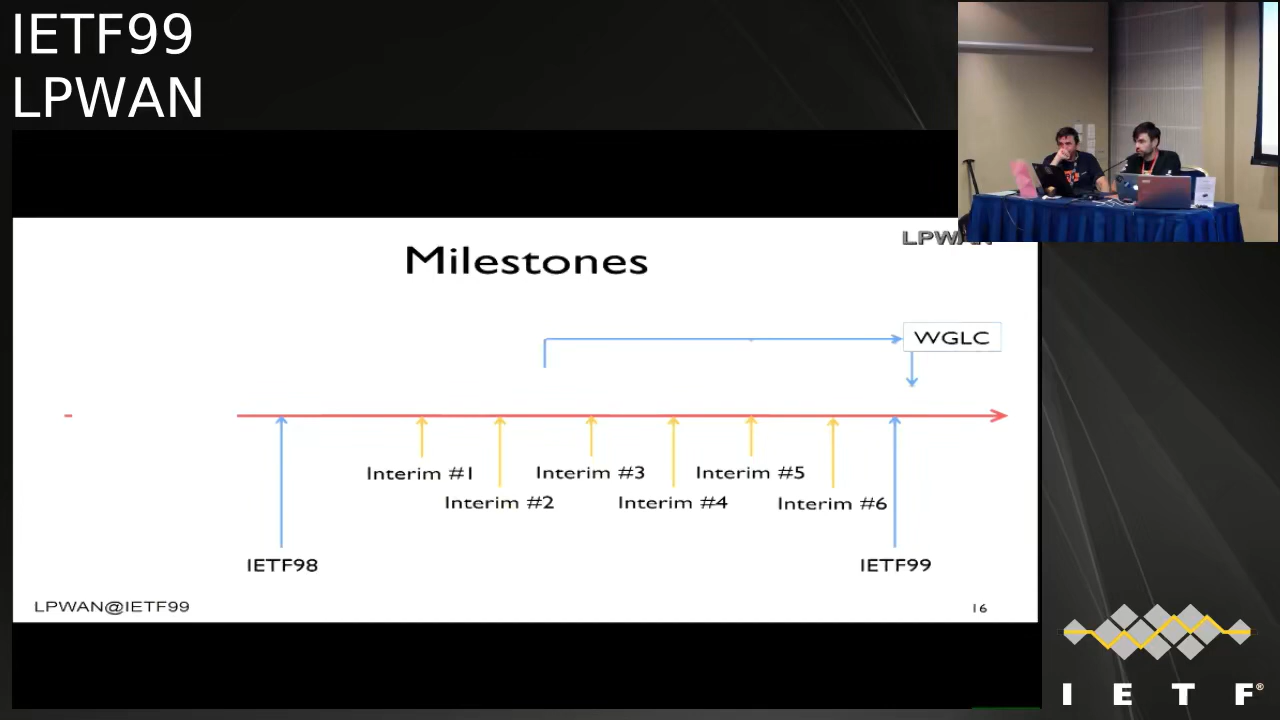 IETF99
LPWAN
Milestones
WGLC
Interim #1
Interim #3
Interim #5
Interim #2
Interim #4
Interim #6
IETF98
IETF99
LPWAN@IETF99
16
I E T F®